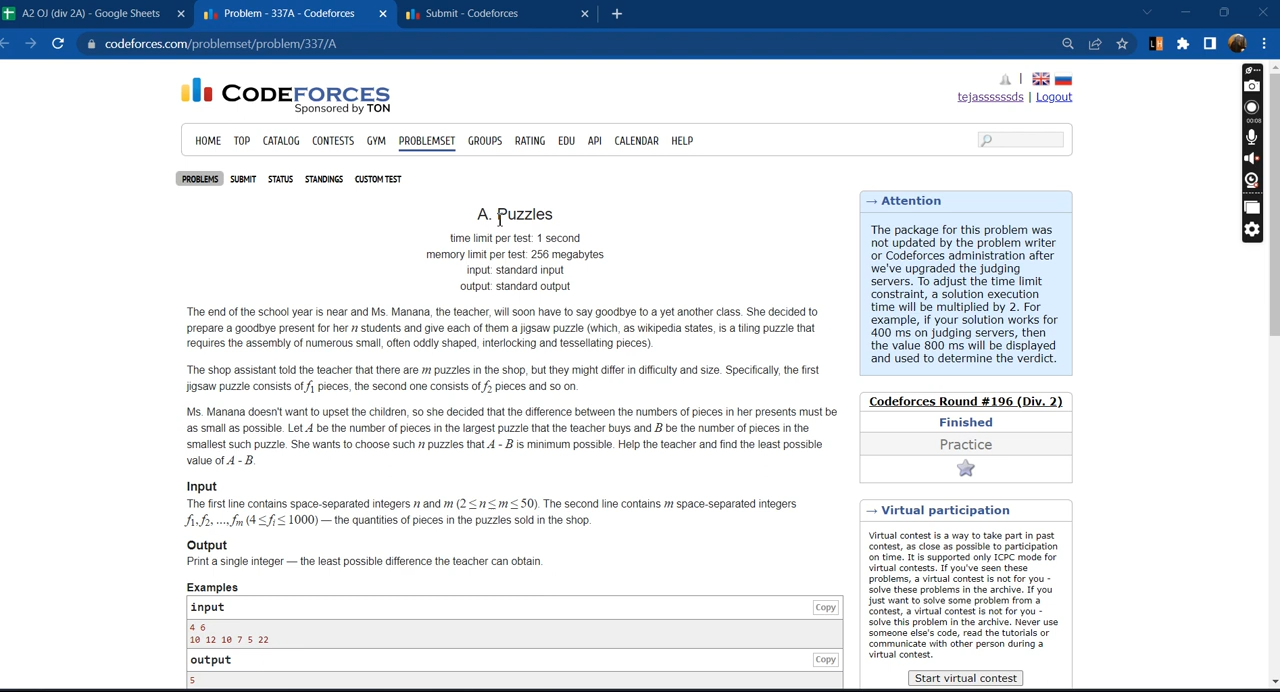 A2 OJ (div 2A) - Google Sheets
Problem - 337A - Codeforces
Submit - Codeforces
codeforces.com/problemset/problem/337/A
LH
CODEFORCES
Sponsored by TON
tejassssssds | Logout
HOME TOP CATALOG CONTESTS GYM PROBLEMSET GROUPS RATING EDU API CALENDAR HELP
PROBLEMS SUBMIT STATUS STANDINGS CUSTOM TEST
A. Puzzles
time limit per test: 1 second
memory limit per test: 256 megabytes
input: standard input
output: standard output
The end of the school year is near and Ms. Manana, the teacher, will soon have to say goodbye to a yet another class. She decided to
prepare a goodbye present for her n students and give each of them a jigsaw puzzle (which, as wikipedia states, is a tiling puzzle that
requires the assembly of numerous small, often oddly shaped, interlocking and tessellating pieces).
The shop assistant told the teacher that there are m puzzles in the shop, but they might differ in difficulty and size. Specifically, the first
jigsaw puzzle consists of f1 pieces, the second one consists of f2 pieces and so on.
Ms. Manana doesn't want to upset the children, so she decided that the difference between the numbers of pieces in her presents must be
as small as possible. Let A be the number of pieces in the largest puzzle that the teacher buys and B be the number of pieces in the
smallest such puzzle. She wants to choose such n puzzles that A - B is minimum possible. Help the teacher and find the least possible
value of A - B.
Input
The first line contains space-separated integers n and m (2 ≤ n ≤ m ≤ 50). The second line contains m space-separated integers
f1, f2, ..., fm (4 ≤ fi ≤ 1000) — the quantities of pieces in the puzzles sold in the shop.
Output
Print a single integer — the least possible difference the teacher can obtain.
Examples
input
Copy
4 6
10 12 10 7 5 22
output
Copy
5
→ Attention
The package for this problem was
not updated by the problem writer
or Codeforces administration after
we've upgraded the judging
servers. To adjust the time limit
constraint, a solution execution
time will be multiplied by 2. For
example, if your solution works for
400 ms on judging servers, then
the value 800 ms will be displayed
and used to determine the verdict.
Codeforces Round #196 (Div. 2)
Finished
Practice
→ Virtual participation
Virtual contest is a way to take part in past
contest, as close as possible to participation
on time. It is supported only ICPC mode for
virtual contests. If you've seen these
problems, a virtual contest is not for you -
solve these problems in the archive. If you
just want to solve some problem from a
contest, a virtual contest is not for you -
solve this problem in the archive. Never use
someone else's code, read the tutorials or
communicate with other person during a
virtual contest.
Start virtual contest